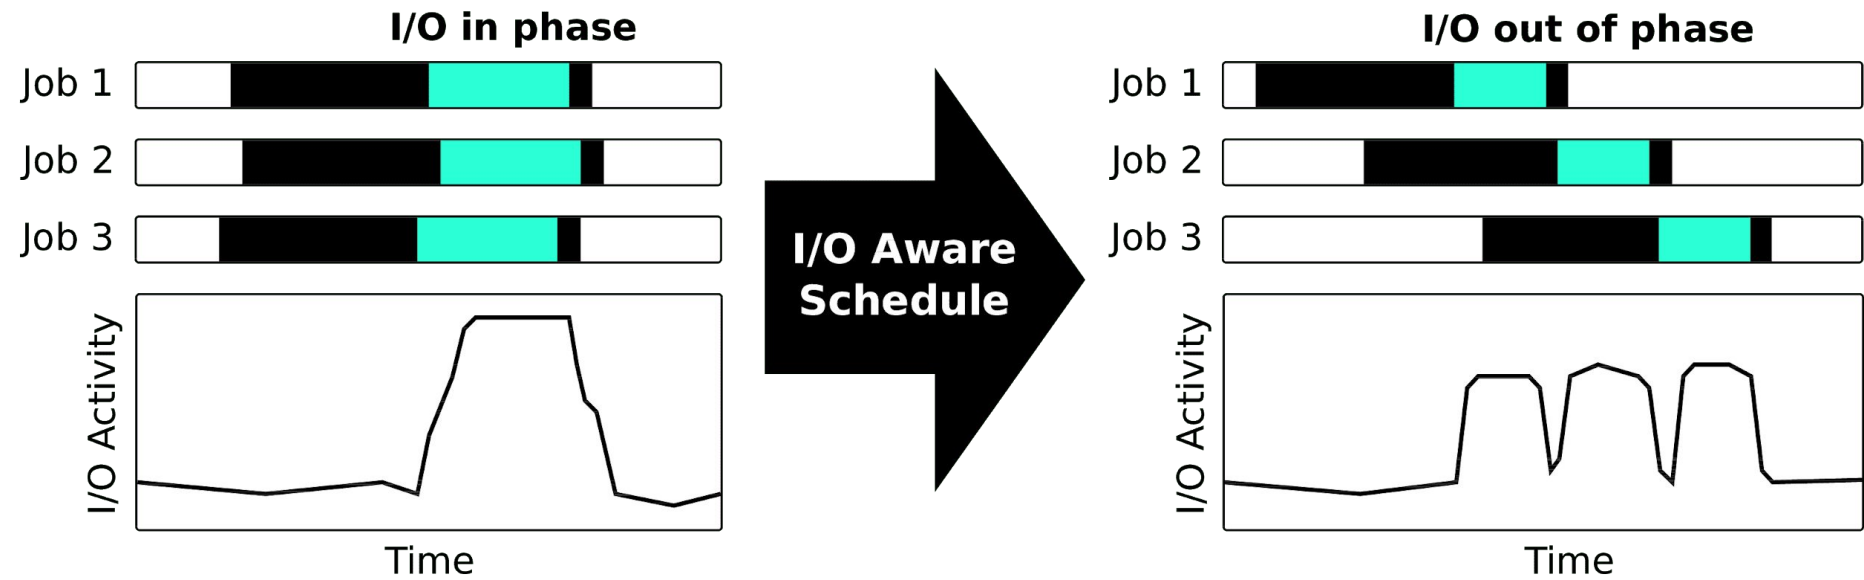 I/O in phase
Job 1
Job 2
Job 3
I/O Activity
Time
I/O Aware
Schedule
I/O out of phase
Job 1
Job 2
Job 3
I/O Activity
Time